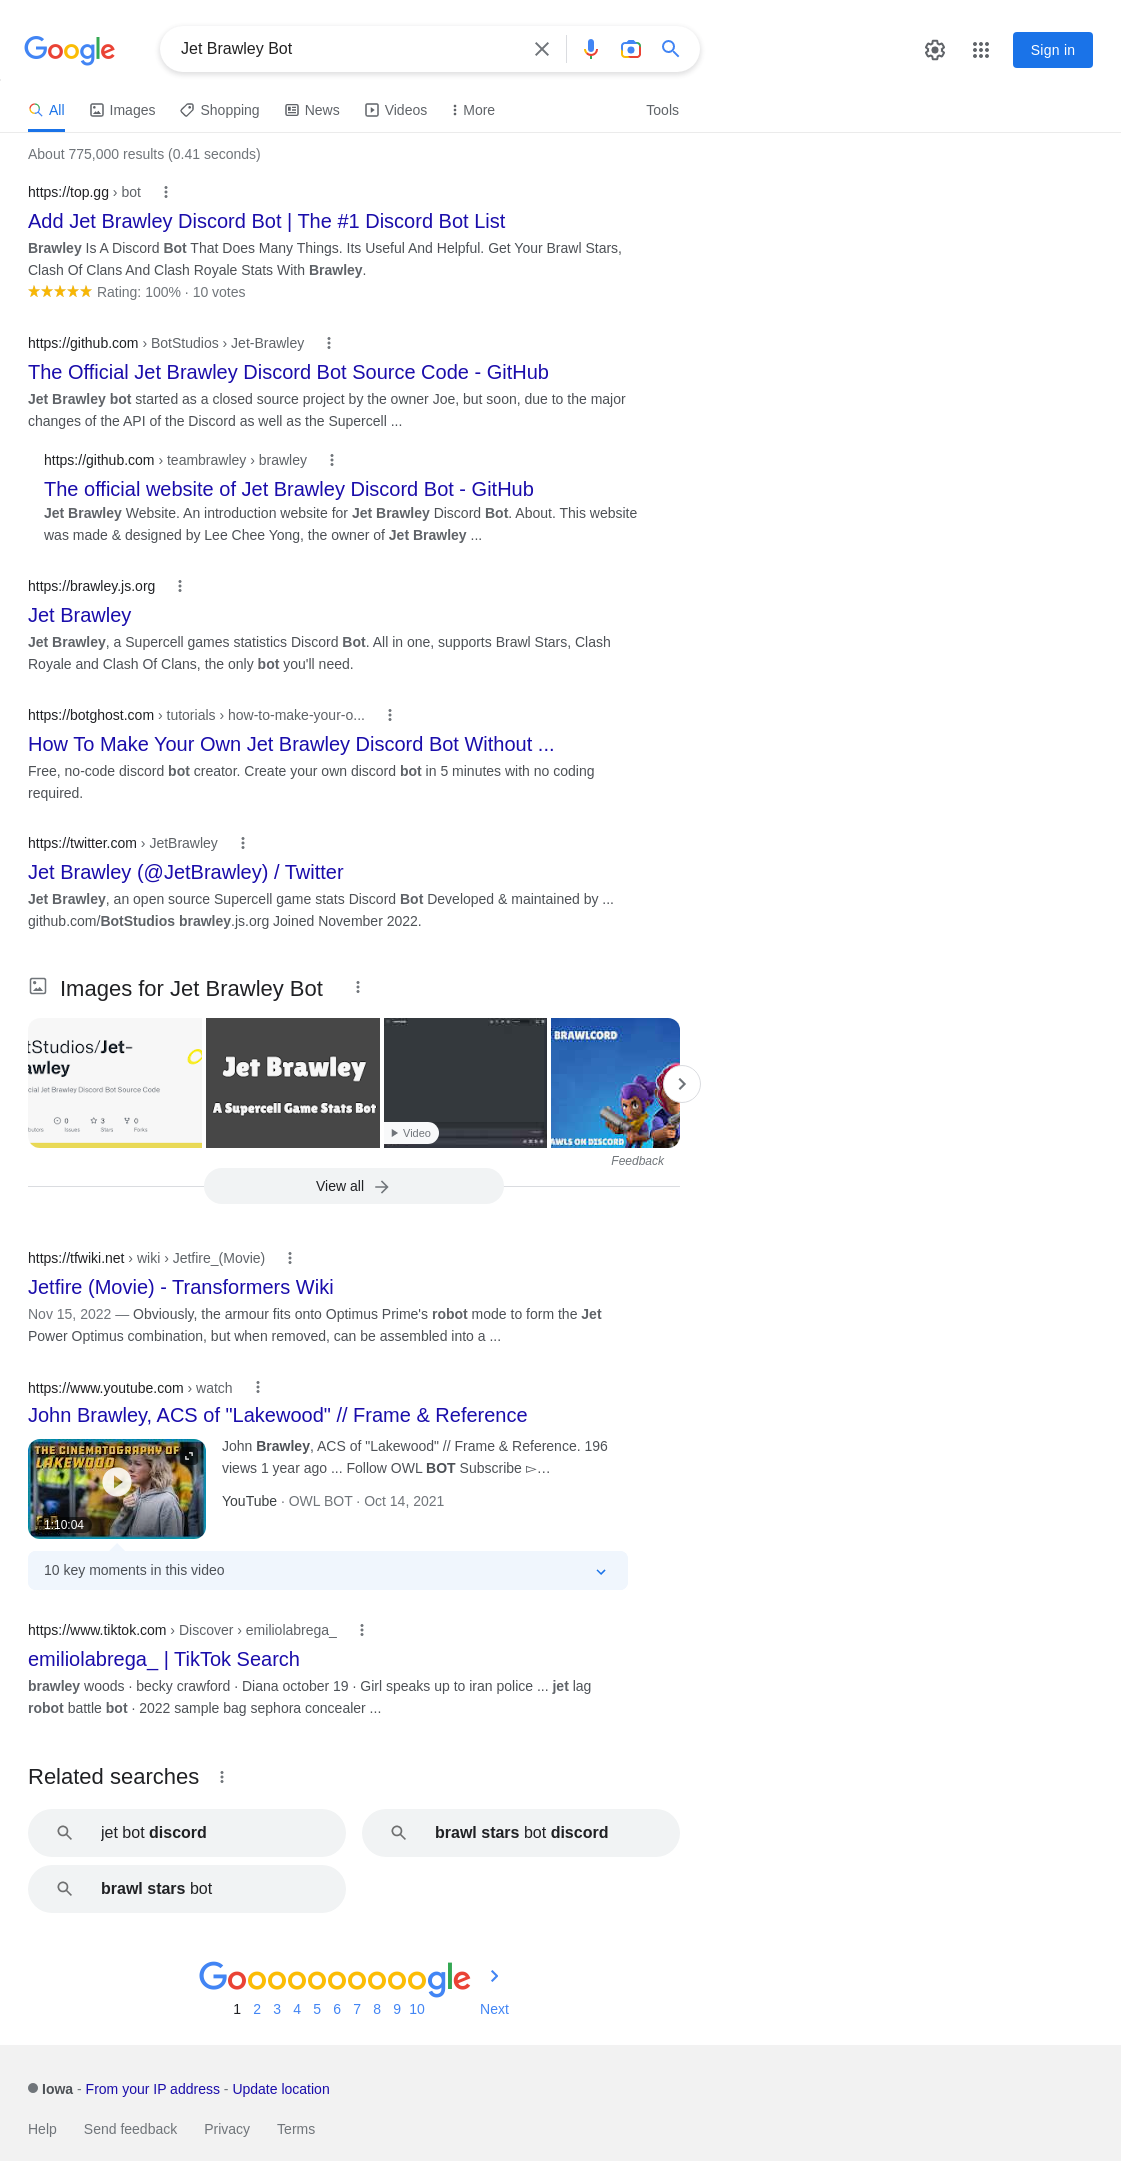 Google
Jet Brawley Bot
Sign in
All Images Shopping News Videos More Tools
About 775,000 results (0.41 seconds)
https://top.gg › bot
Add Jet Brawley Discord Bot | The #1 Discord Bot List
Brawley Is A Discord Bot That Does Many Things. Its Useful And Helpful. Get Your Brawl Stars,
Clash Of Clans And Clash Royale Stats With Brawley.
Rating: 100% · 10 votes
https://github.com › BotStudios › Jet-Brawley
The Official Jet Brawley Discord Bot Source Code - GitHub
Jet Brawley bot started as a closed source project by the owner Joe, but soon, due to the major
changes of the API of the Discord as well as the Supercell ...
https://github.com › teambrawley › brawley
The official website of Jet Brawley Discord Bot - GitHub
Jet Brawley Website. An introduction website for Jet Brawley Discord Bot. About. This website
was made & designed by Lee Chee Yong, the owner of Jet Brawley ...
https://brawley.js.org
Jet Brawley
Jet Brawley, a Supercell games statistics Discord Bot. All in one, supports Brawl Stars, Clash
Royale and Clash Of Clans, the only bot you'll need.
https://botghost.com › tutorials › how-to-make-your-o...
How To Make Your Own Jet Brawley Discord Bot Without ...
Free, no-code discord bot creator. Create your own discord bot in 5 minutes with no coding
required.
https://twitter.com › JetBrawley
Jet Brawley (@JetBrawley) / Twitter
Jet Brawley, an open source Supercell game stats Discord Bot Developed & maintained by ...
github.com/BotStudios brawley.js.org Joined November 2022.
Images for Jet Brawley Bot
tStudios/Jet-
awley
cial Jet Brawley Discord Bot Source Code
0 3 0
Issues Stars Forks
Jet Brawley
A Supercell Game Stats Bot
Video
BRAWLCORD
AWLS ON DISCORD
Feedback
View all
https://tfwiki.net › wiki › Jetfire_(Movie)
Jetfire (Movie) - Transformers Wiki
Nov 15, 2022 — Obviously, the armour fits onto Optimus Prime's robot mode to form the Jet
Power Optimus combination, but when removed, can be assembled into a ...
https://www.youtube.com › watch
John Brawley, ACS of "Lakewood" // Frame & Reference
THE CINEMATOGRAPHY OF
LAKEWOOD
1:10:04
John Brawley, ACS of "Lakewood" // Frame & Reference. 196
views 1 year ago ... Follow OWL BOT Subscribe ▻…
YouTube · OWL BOT · Oct 14, 2021
10 key moments in this video
https://www.tiktok.com › Discover › emiliolabrega_
emiliolabrega_ | TikTok Search
brawley woods · becky crawford · Diana october 19 · Girl speaks up to iran police ... jet lag
robot battle bot · 2022 sample bag sephora concealer ...
Related searches
jet bot discord
brawl stars bot discord
brawl stars bot
Goooooooooogle
1 2 3 4 5 6 7 8 9 10 Next
Iowa - From your IP address - Update location
Help Send feedback Privacy Terms